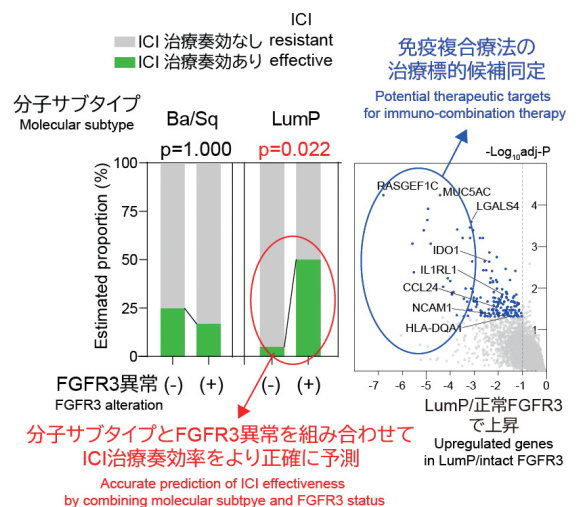 ICI
ICI 治療奏効なし resistant
ICI 治療奏効あり effective
分子サブタイプ
Molecular subtype
Ba/Sq
LumP
p=1.000
p=0.022
Estimated proportion (%)
100
75
50
25
0
FGFR3異常 (-) (+) (-) (+)
FGFR3 alteration
分子サブタイプとFGFR3異常を組み合わせて
ICI治療奏効率をより正確に予測
Accurate prediction of ICI effectiveness
by combining molecular subtpye and FGFR3 status
免疫複合療法の
治療標的候補同定
Potential therapeutic targets
for immuno-combination therapy
-Log10adj-P
RASGEF1C
MUC5AC
LGALS4
IDO1
IL1RL1
CCL24
NCAM1
HLA-DQA1
4
3
2
1
-7 -6 -5 -4 -3 -2 -1 0
LumP/正常FGFR3
で上昇
Upregulated genes
in LumP/intact FGFR3